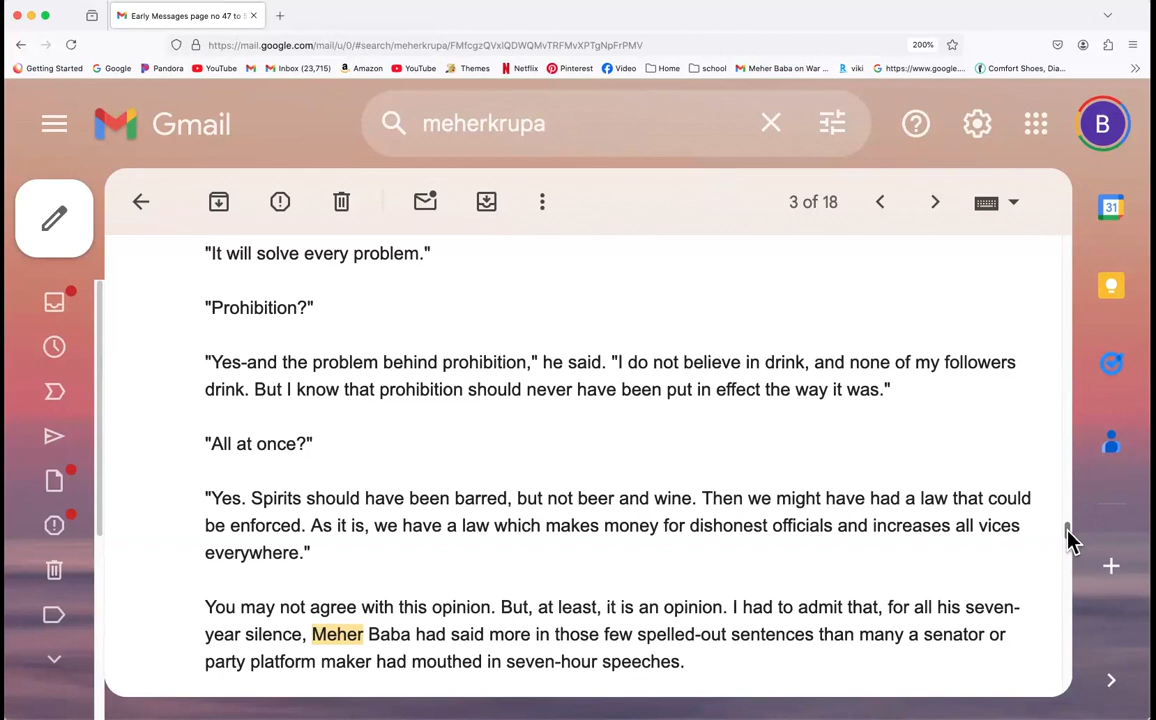 Early Messages page no 47 to
https://mail.google.com/mail/u/0/#search/meherkrupa/FMfcgzQVxlQDWQMvTRFMvXPTgNpFrPMV
200%
Getting Started
Google
Pandora
YouTube
Inbox (23,715)
Amazon
YouTube
Themes
Netflix
Pinterest
Video
Home
school
Meher Baba on War ...
viki
https://www.google....
Comfort Shoes, Dia...
Gmail
meherkrupa
B
3 of 18
31
"It will solve every problem."
"Prohibition?"
"Yes-and the problem behind prohibition," he said. "I do not believe in drink, and none of my followers
drink. But I know that prohibition should never have been put in effect the way it was."
"All at once?"
"Yes. Spirits should have been barred, but not beer and wine. Then we might have had a law that could
be enforced. As it is, we have a law which makes money for dishonest officials and increases all vices
everywhere."
You may not agree with this opinion. But, at least, it is an opinion. I had to admit that, for all his seven-
year silence, Meher Baba had said more in those few spelled-out sentences than many a senator or
party platform maker had mouthed in seven-hour speeches.